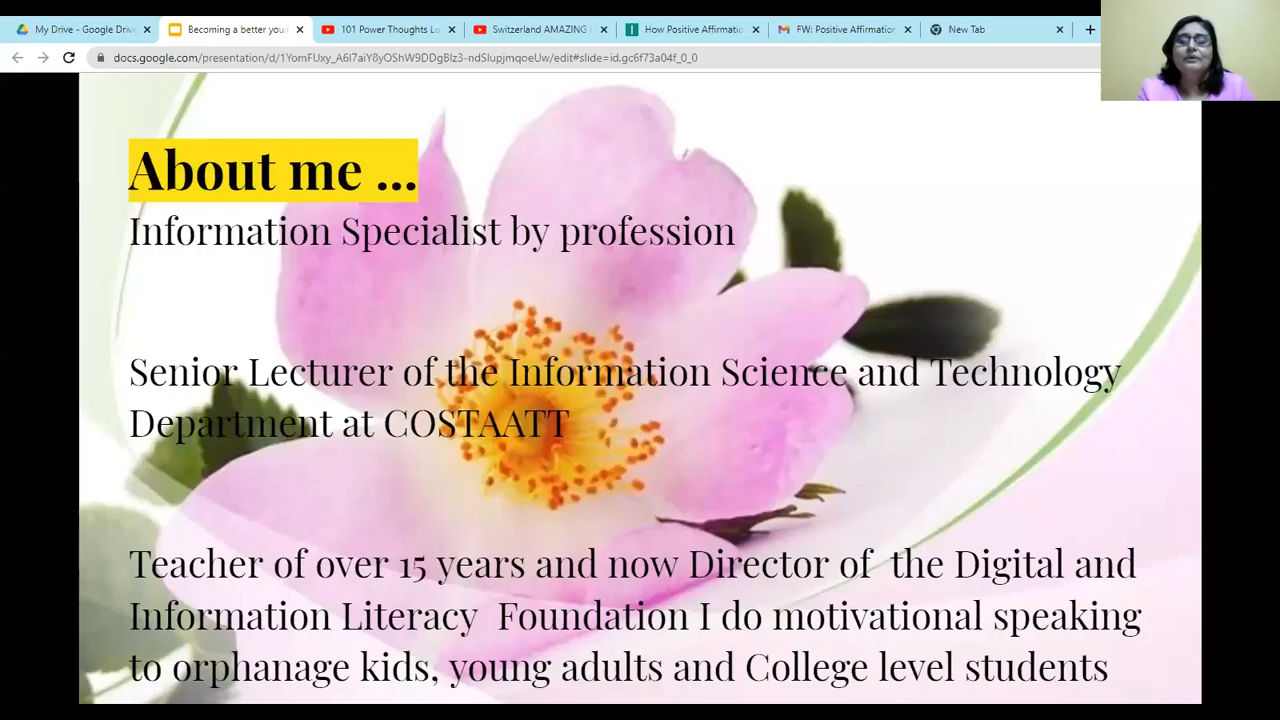 My Drive - Google Drive
Becoming a better you
101 Power Thoughts Lo
Switzerland AMAZING
How Positive Affirmatio
FW: Positive Affirmation
New Tab
docs.google.com/presentation/d/1YomFUxy_A6I7aiY8yOShW9DDgBlz3-ndSlupjmqoeUw/edit#slide=id.gc6f73a04f_0_0
About me ...
Information Specialist by profession
Senior Lecturer of the Information Science and Technology
Department at COSTAATT
Teacher of over 15 years and now Director of the Digital and
Information Literacy Foundation I do motivational speaking
to orphanage kids, young adults and College level students